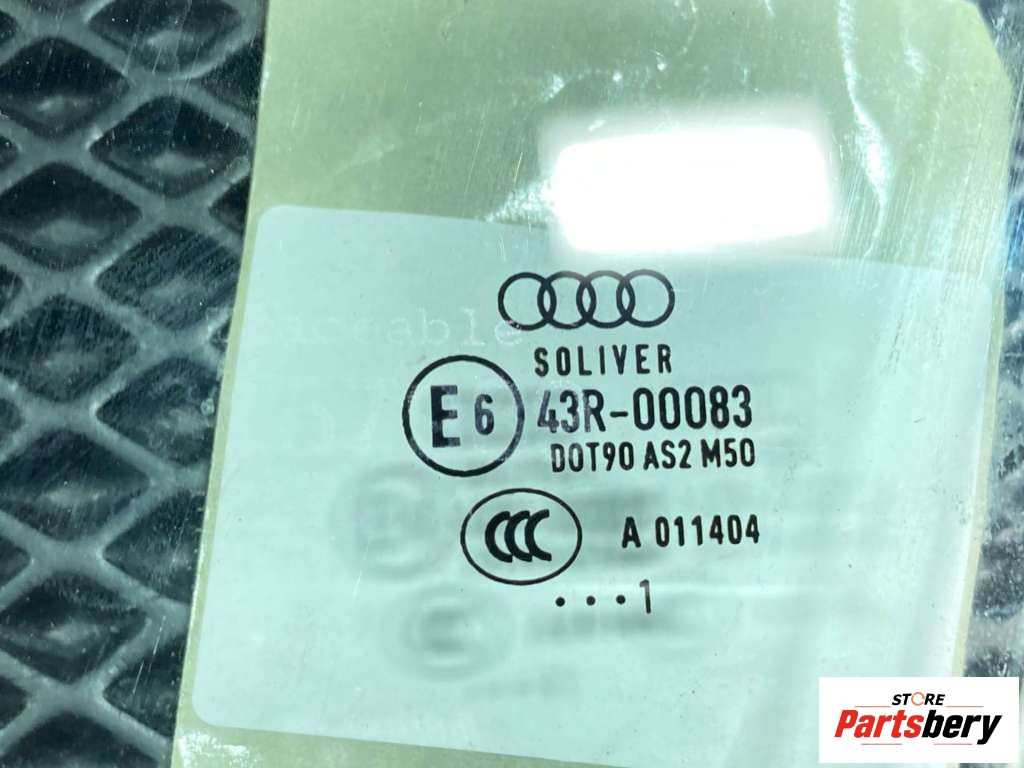 SOLIVER
E 6 43R-00083
DOT90 AS2 M50
CCC A 011404
...1
STORE
Partsbery